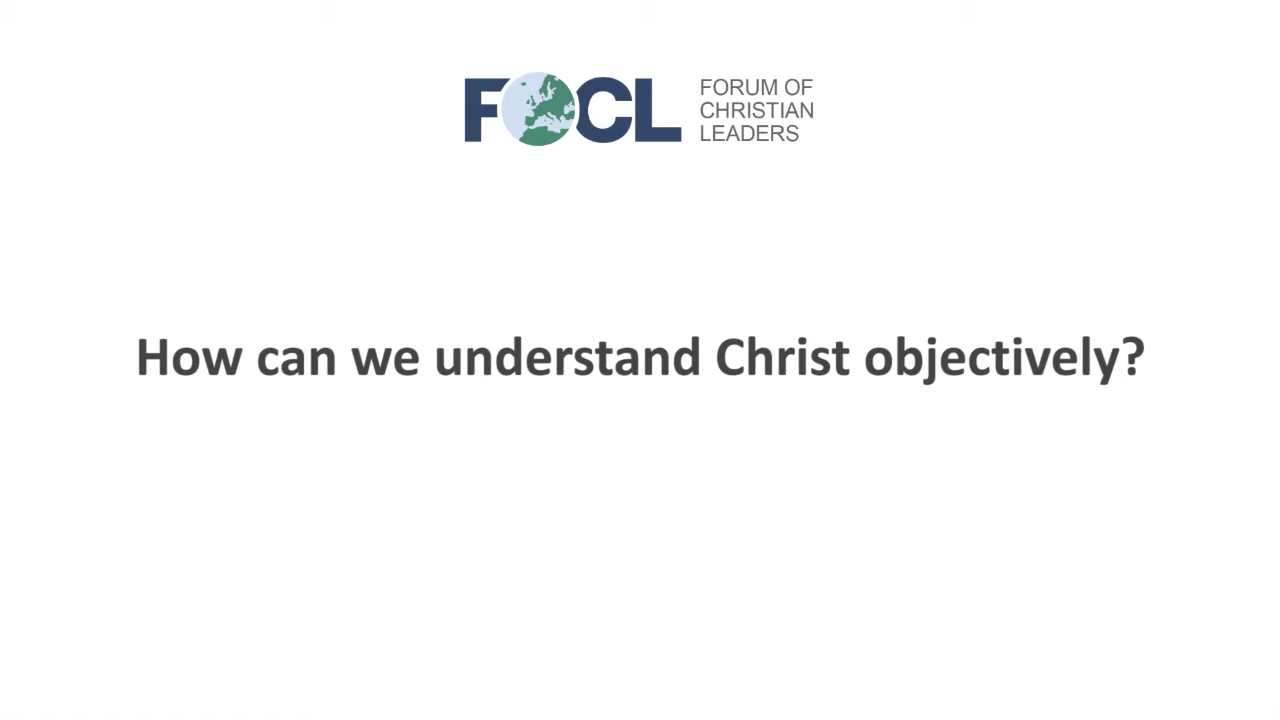 FOCL
FORUM OF
CHRISTIAN
LEADERS
How can we understand Christ objectively?